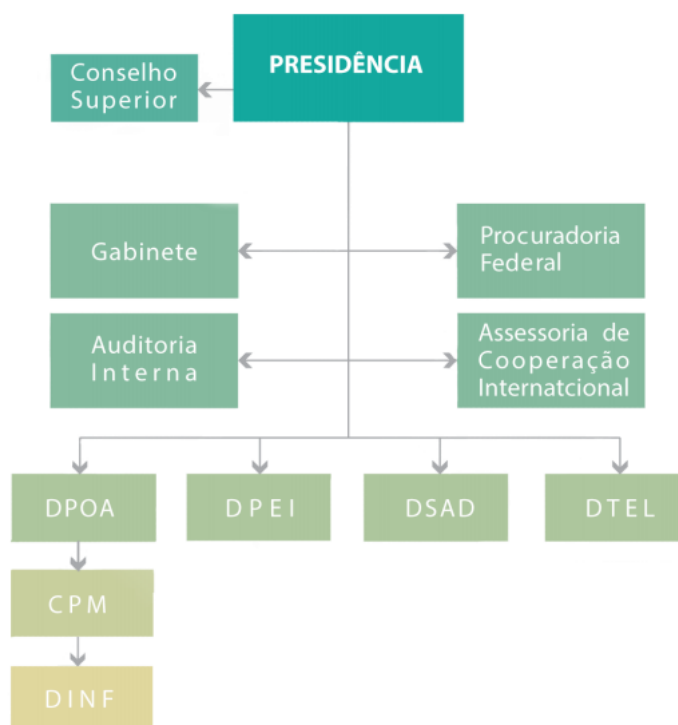 PRESIDÊNCIA
Conselho
Superior
Gabinete
Procuradoria
Federal
Auditoria
Interna
Assessoria de
Cooperação
Internatcional
DPOA
DPEI
DSAD
DTEL
CPM
DINF